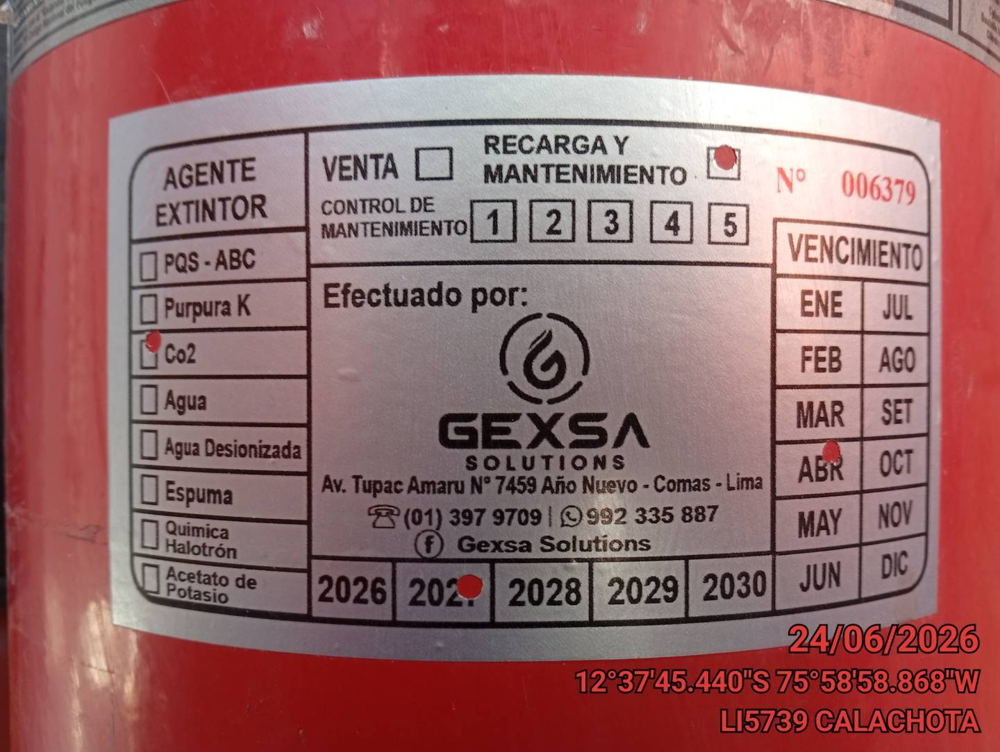 AGENTE
EXTINTOR
PQS - ABC
Purpura K
Co2
Agua
Agua Desionizada
Espuma
Quimica
Halotrón
Acetato de
Potasio
VENTA
RECARGA Y
MANTENIMIENTO
CONTROL DE
MANTENIMIENTO 1 2 3 4 5
Efectuado por:
GEXSA
SOLUTIONS
Av. Tupac Amaru N° 7459 Año Nuevo - Comas - Lima
(01) 397 9709 | 992 335 887
Gexsa Solutions
2026 2027 2028 2029 2030
N° 006379
VENCIMIENTO
ENE JUL
FEB AGO
MAR SET
ABR OCT
MAY NOV
JUN DIC
24/06/2026
12°37'45.440"S 75°58'58.868"W
LI5739 CALACHOTA